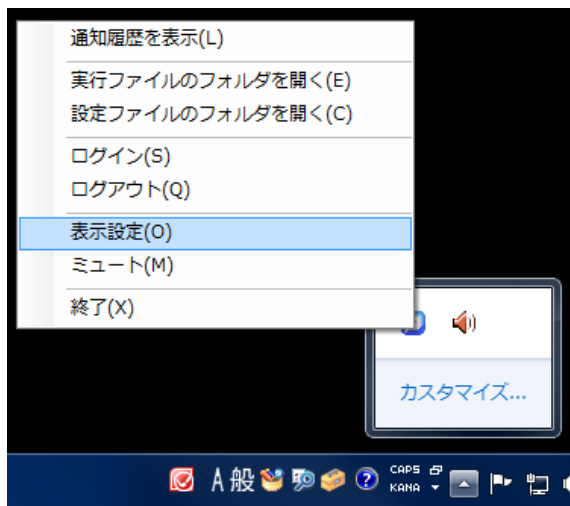 通知履歴を表示(L)
実行ファイルのフォルダを開く(E)
設定ファイルのフォルダを開く(C)
ログイン(S)
ログアウト(Q)
表示設定(O)
ミュート(M)
終了(X)
カスタマイズ...
A 般 CAPS
KANA